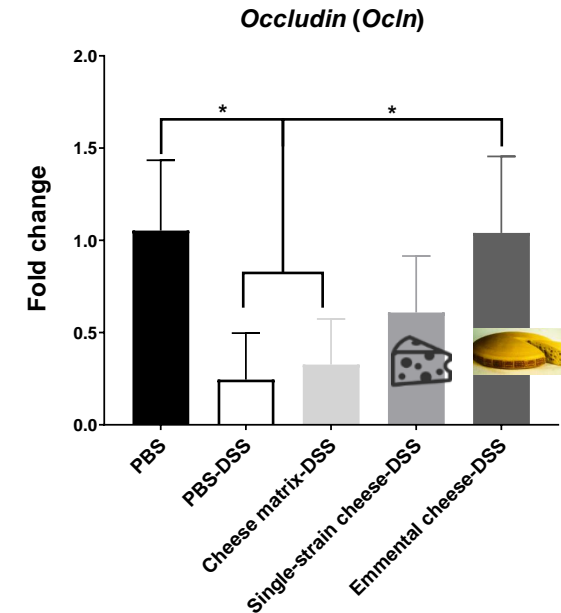 Occludin (Ocln)
2.0
1.5
1.0
0.5
0.0
Fold change
*
*
PBS
PBS-DSS
Cheese matrix-DSS
Single-strain cheese-DSS
Emmental cheese-DSS